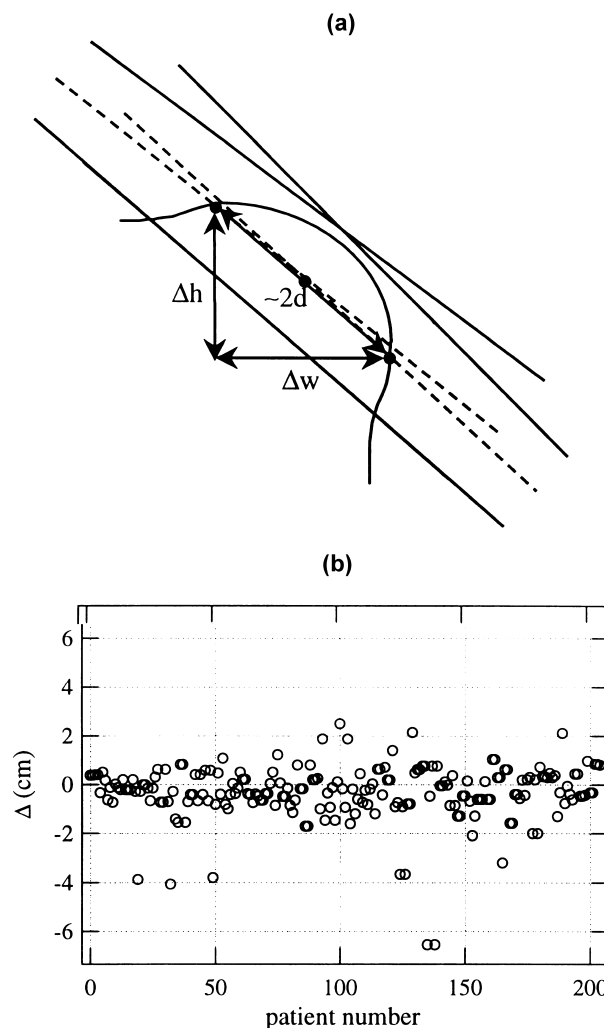 (a)
Δh
~2d
Δw
(b)
6
4
2
0
-2
-4
-6
Δ (cm)
0 50 100 150 200
patient number